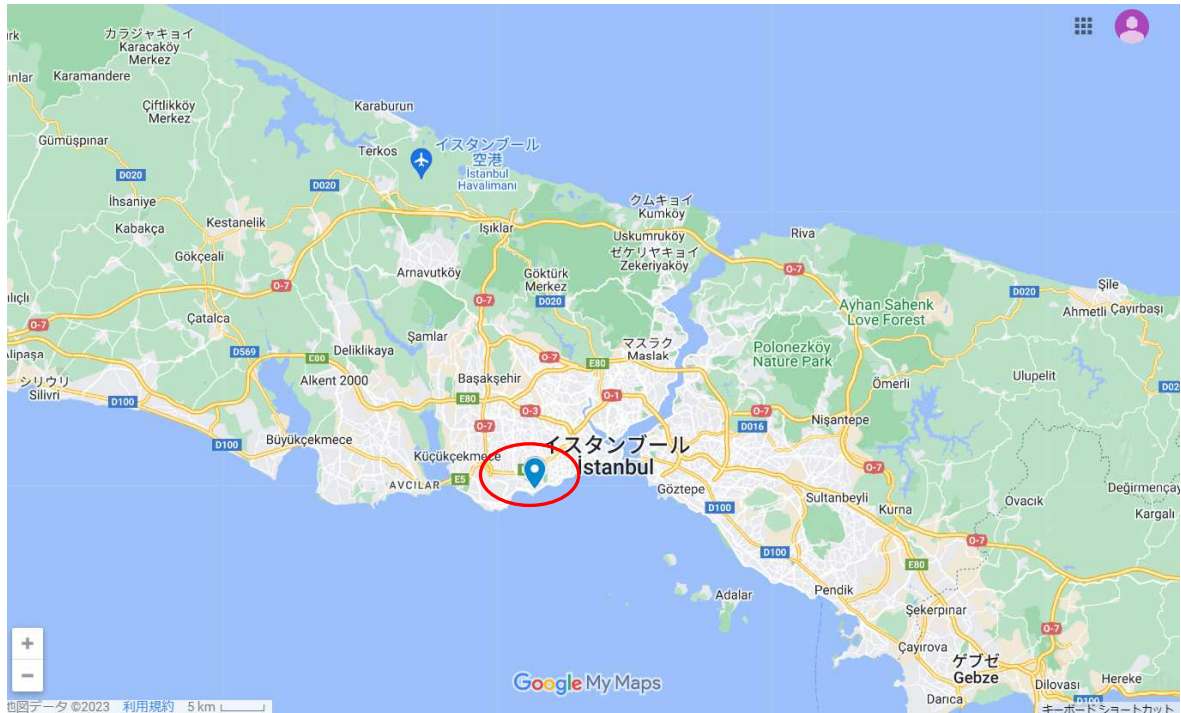 カラジャキョイ
Karacaköy
Merkez
Karamandere
Çiftlikköy
Merkez
Karaburun
Gümüşpınar
Terkos
イスタンブール
空港
İstanbul
Havalimanı
D020
D020
İhsaniye
Kabakça
Kestanelik
Işıklar
クムキョイ
Kumköy
Uskumruköy
ゼケリヤキョイ
Zekeriyaköy
Riva
Gökçeali
Arnavutköy
Göktürk
Merkez
D020
O-7
O-7
O-7
D020
Şile
Ahmetli
Çayırbaşı
Ayhan Sahenk
Love Forest
Çatalca
O-7
Şamlar
マスラク
Maslak
Polonezköy
Nature Park
D569
E80
Deliklikaya
O-7
E80
シリウリ
Silivri
D100
Alkent 2000
Başakşehir
E80
O-1
Ömerli
Ulupelit
O-3
O-7
D016
Nişantepe
O-7
D100
Büyükçekmece
Küçükçekmece
イスタンブール
İstanbul
AVCILAR
E5
Göztepe
O-7
Sultanbeyli
Kurna
Ovacık
Değirmençay
Kargalı
D100
O-7
D100
E80
Adalar
Pendik
Şekerpınar
O-7
Çayırova
ゲブゼ
Gebze
Dilovası
Hereke
Darıca
D100
+
−
Google My Maps
地図データ ©2023 利用規約 5 km
キーボード ショートカット